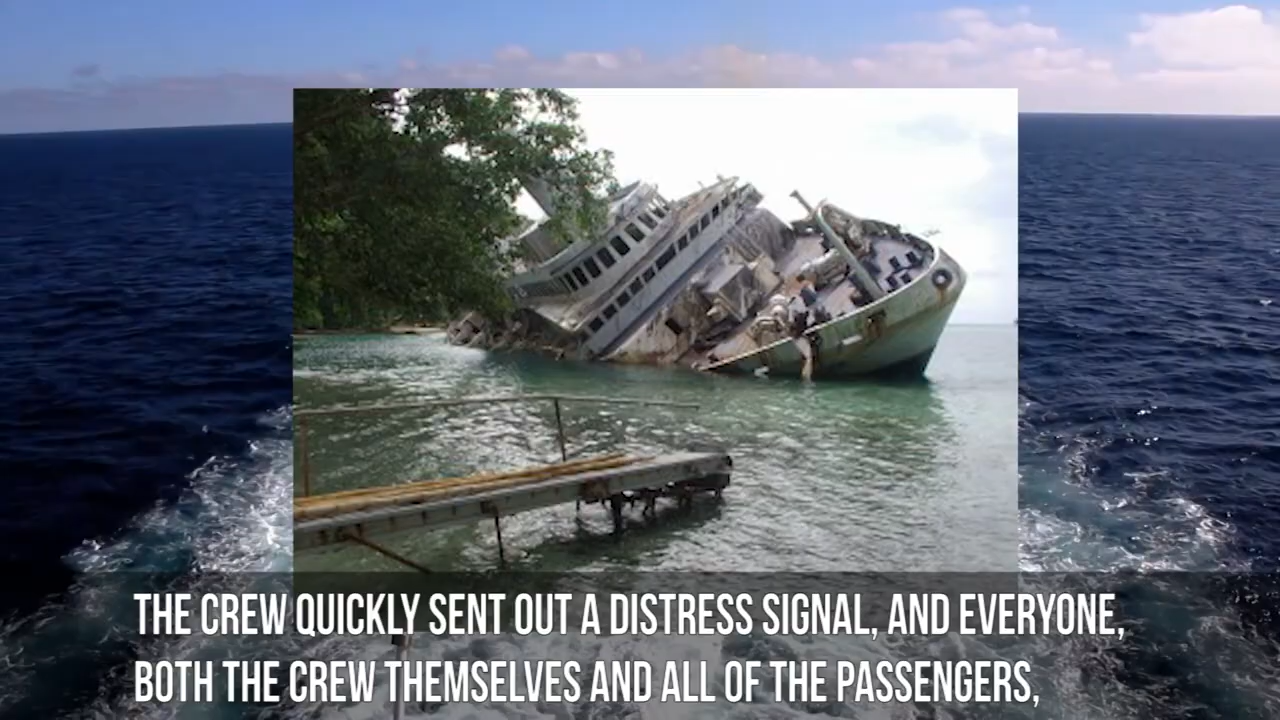 THE CREW QUICKLY SENT OUT A DISTRESS SIGNAL, AND EVERYONE,
BOTH THE CREW THEMSELVES AND ALL OF THE PASSENGERS,